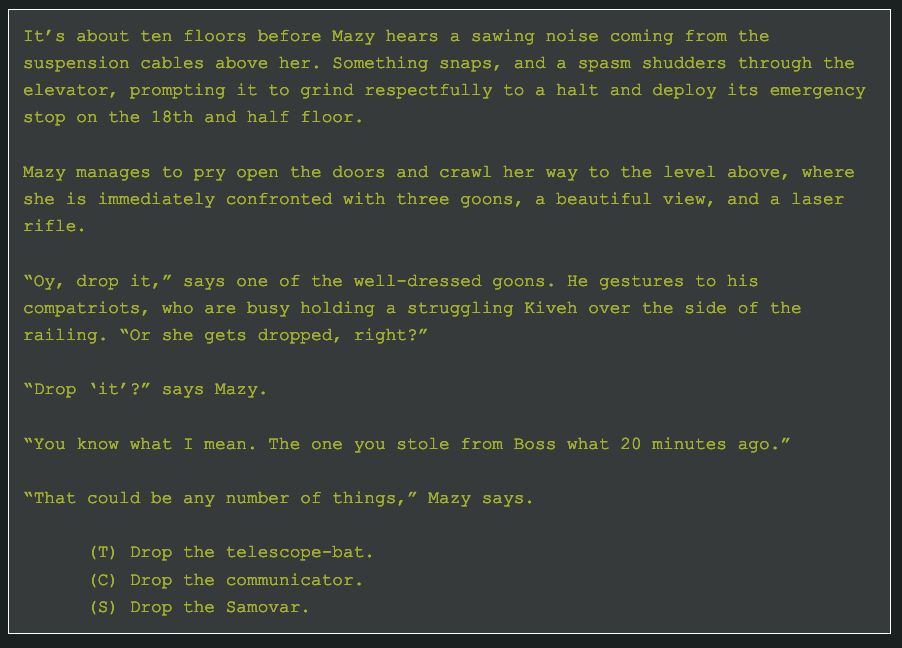 It’s about ten floors before Mazy hears a sawing noise coming from the
suspension cables above her. Something snaps, and a spasm shudders through the
elevator, prompting it to grind respectfully to a halt and deploy its emergency
stop on the 18th and half floor.
Mazy manages to pry open the doors and crawl her way to the level above, where
she is immediately confronted with three goons, a beautiful view, and a laser
rifle.
“Oy, drop it,” says one of the well-dressed goons. He gestures to his
compatriots, who are busy holding a struggling Kiveh over the side of the
railing. “Or she gets dropped, right?”
“Drop ‘it’?” says Mazy.
“You know what I mean. The one you stole from Boss what 20 minutes ago.”
“That could be any number of things,” Mazy says.
(T) Drop the telescope-bat.
(C) Drop the communicator.
(S) Drop the Samovar.